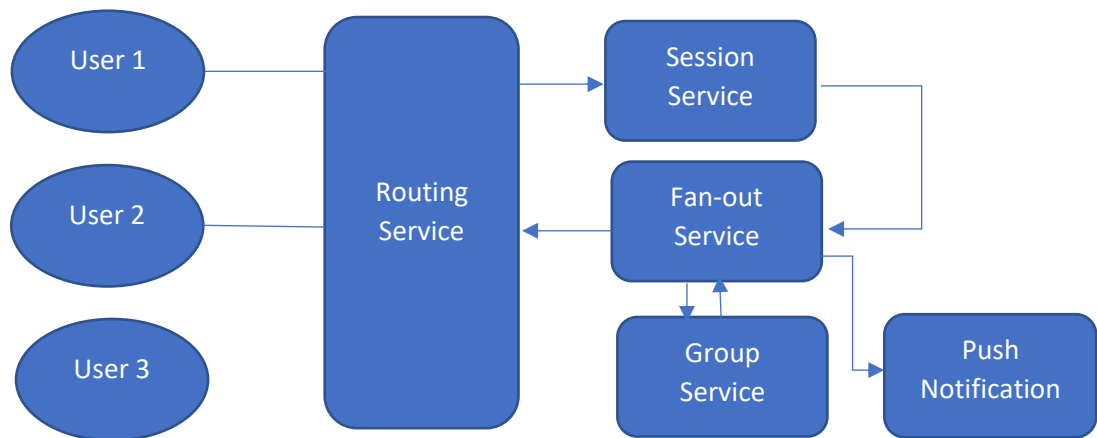 User 1
Session
Service
User 2
Routing
Service
Fan-out
Service
User 3
Group
Service
Push
Notification